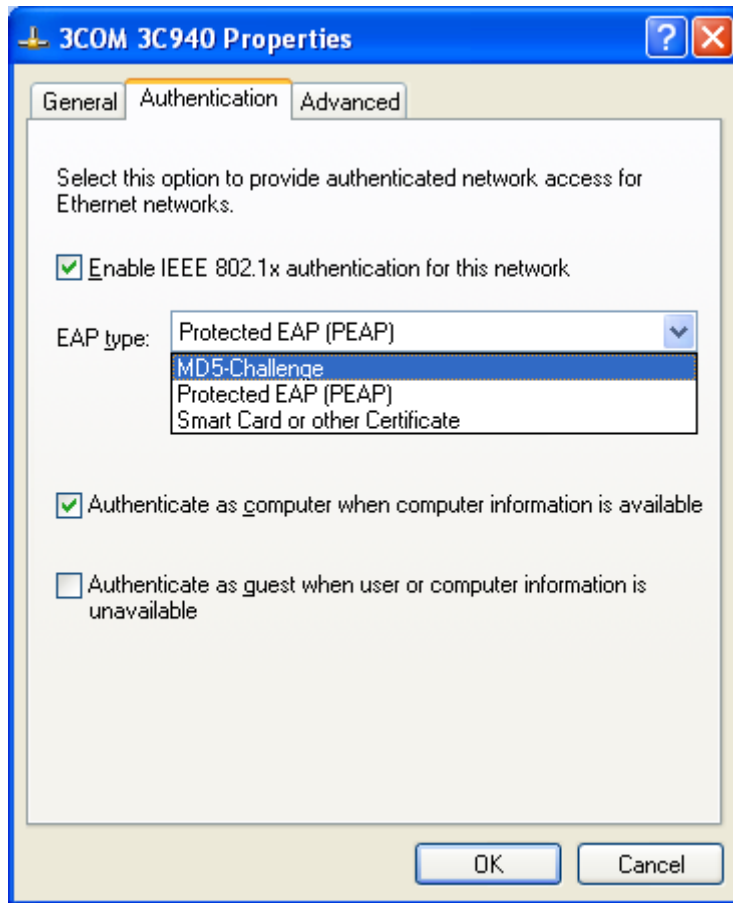 3COM 3C940 Properties
General Authentication Advanced
Select this option to provide authenticated network access for
Ethernet networks.
Enable IEEE 802.1x authentication for this network
EAP type: Protected EAP (PEAP)
MD5-Challenge
Protected EAP (PEAP)
Smart Card or other Certificate
Authenticate as computer when computer information is available
Authenticate as guest when user or computer information is
unavailable
OK Cancel